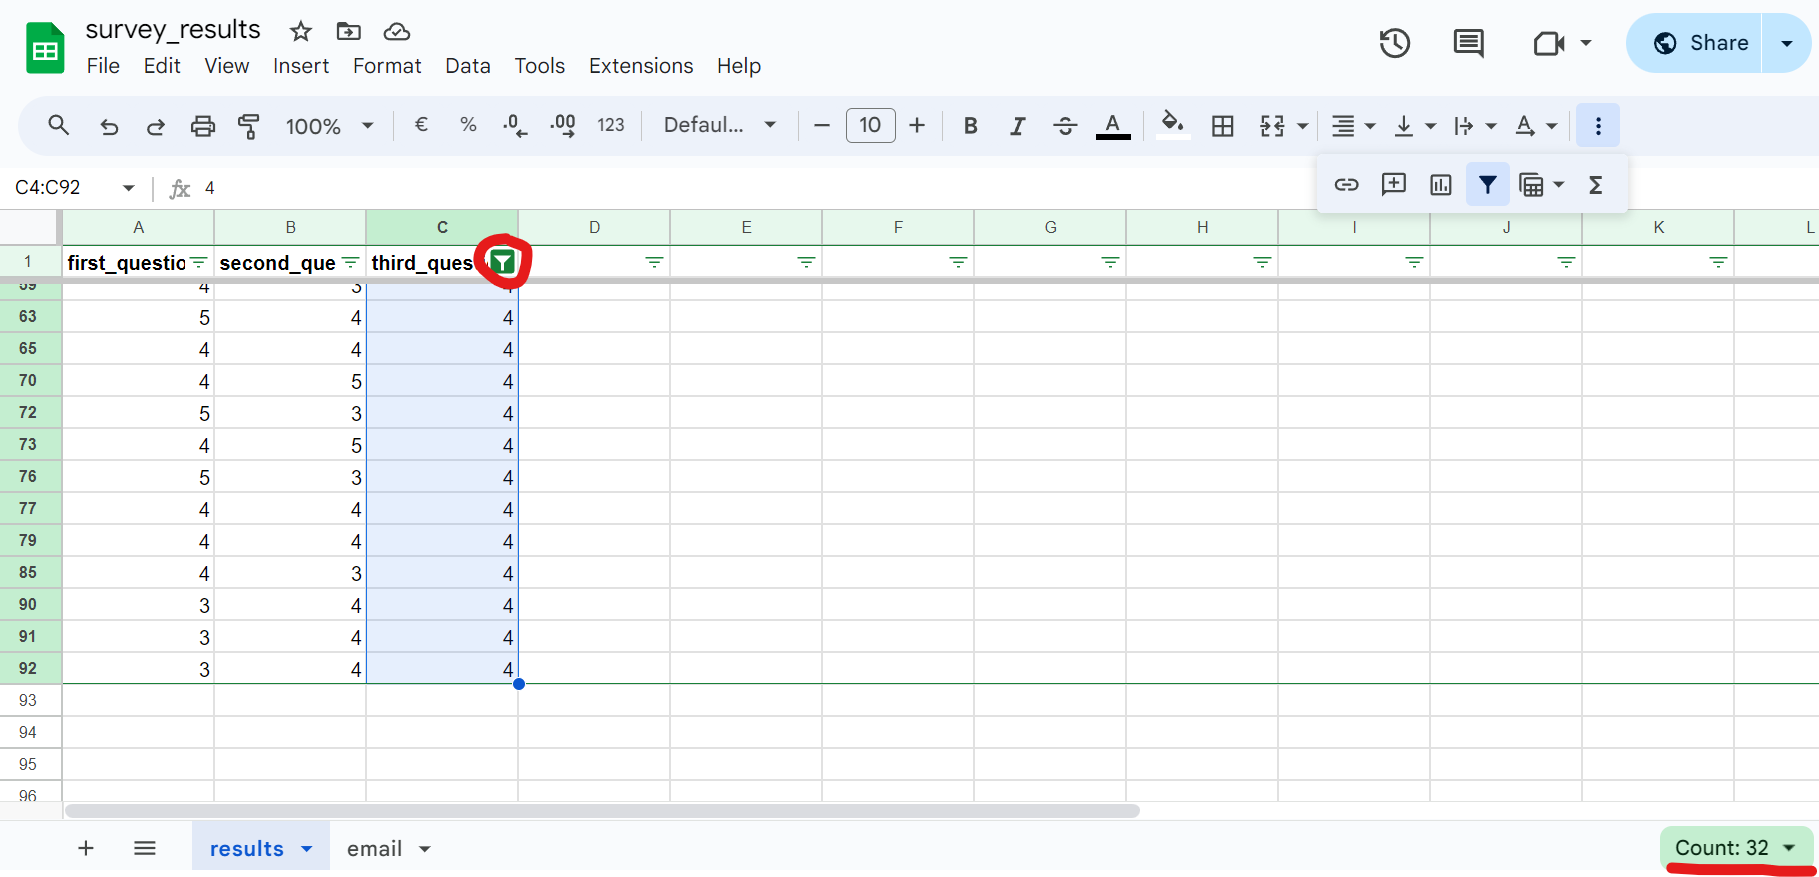 survey_results
File Edit View Insert Format Data Tools Extensions Help
Share
100% € % .0 .00 123 Defaul... 10 B I A A
C4:C92 fx 4
A B C D E F G H I J K L
1 first_questio second_que third_ques
59 4 3 4
63 5 4 4
65 4 4 4
70 4 5 4
72 5 3 4
73 4 5 4
76 5 3 4
77 4 4 4
79 4 4 4
85 4 3 4
90 3 4 4
91 3 4 4
92 3 4 4
93
94
95
96
results email Count: 32